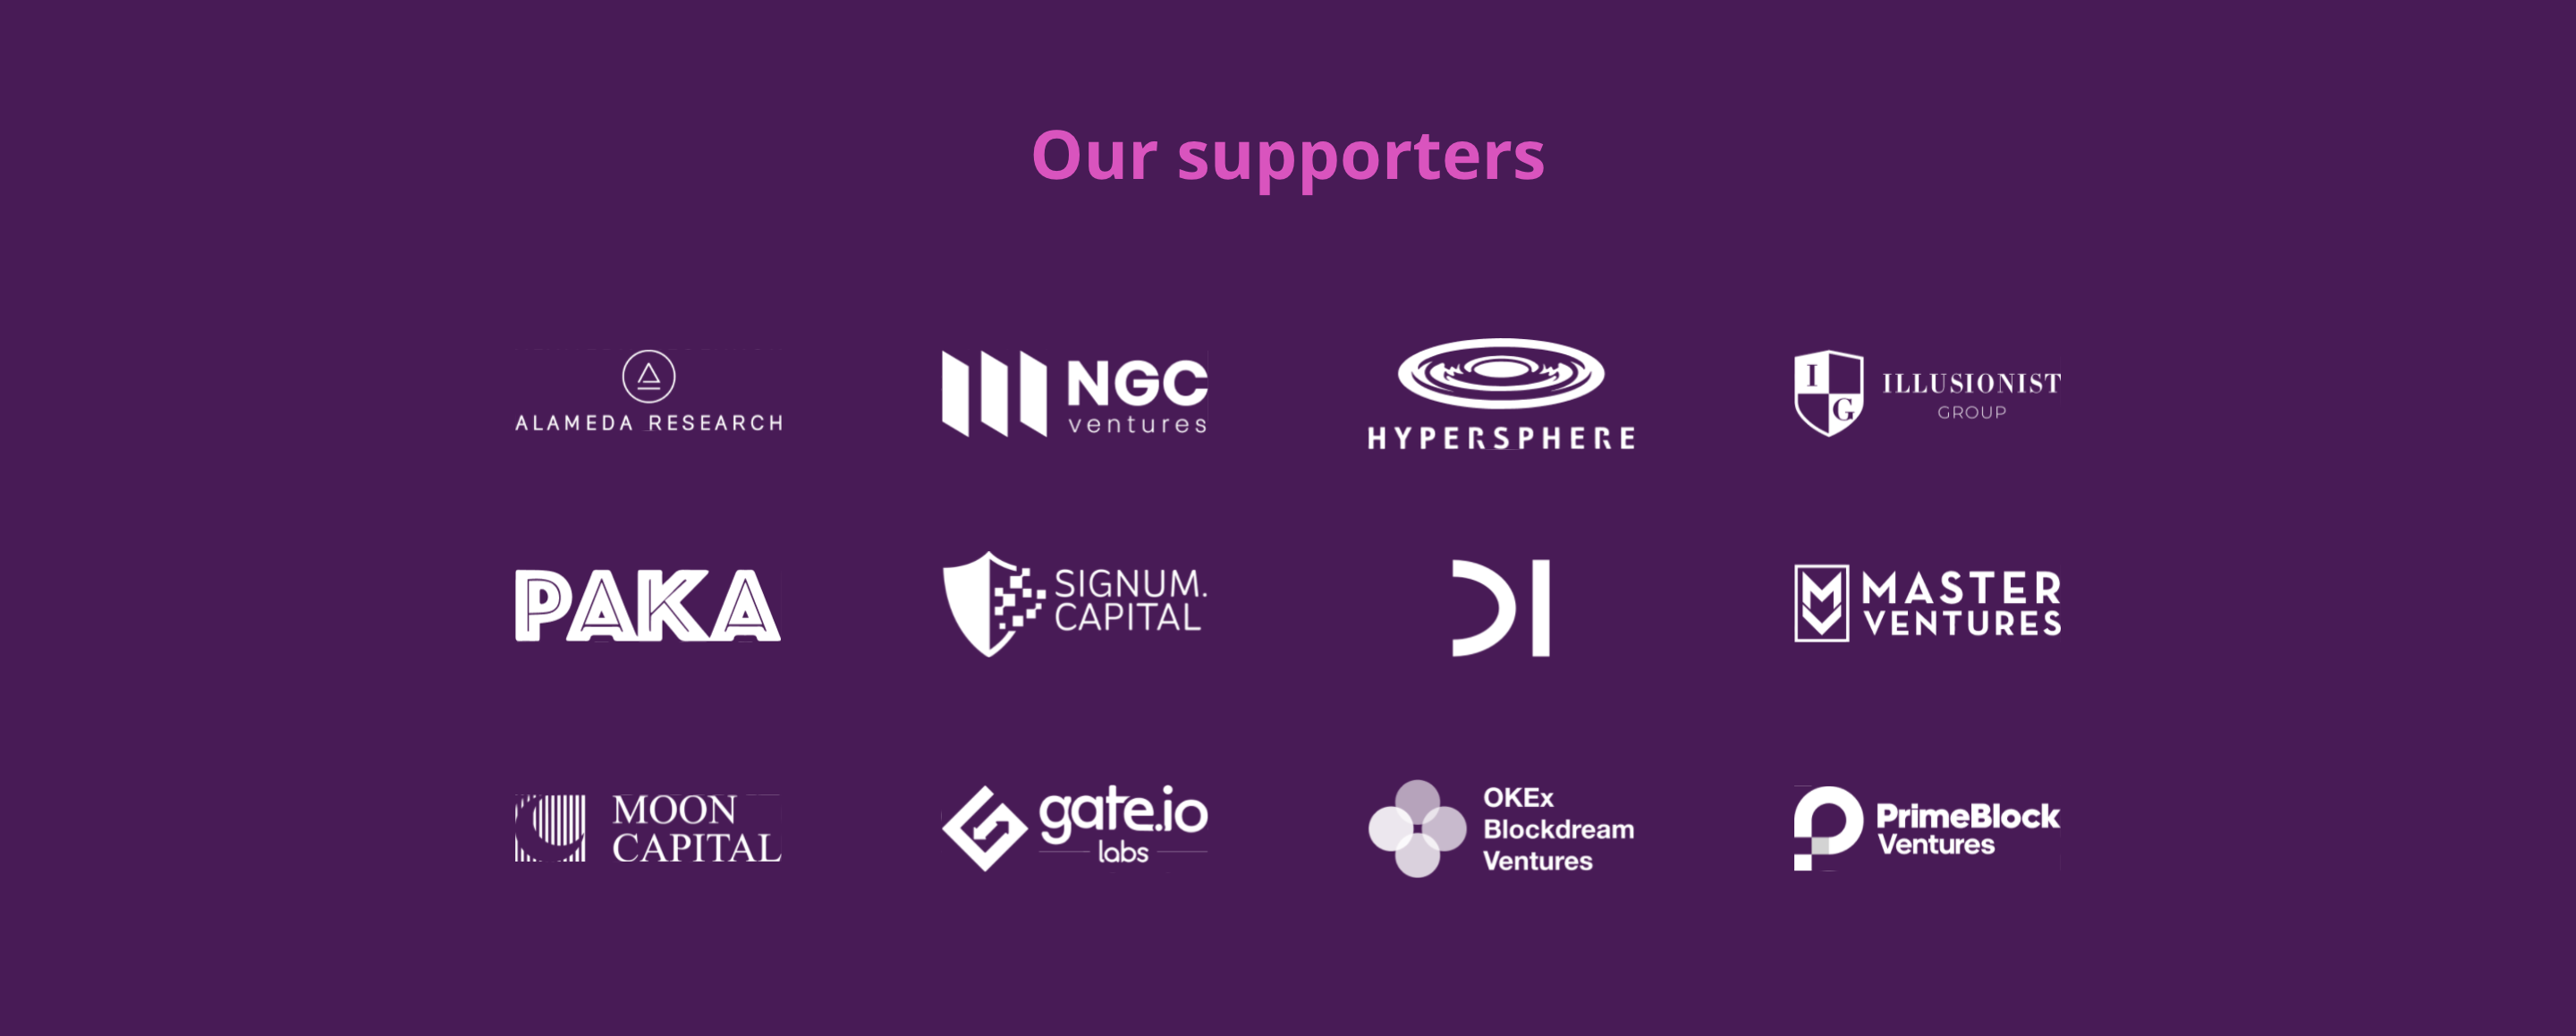 Our supporters
ALAMEDA RESEARCH
NGC
ventures
HYPERSPHERE
I
G
ILLUSIONIST
GROUP
PAKA
SIGNUM.
CAPITAL
MASTER
VENTURES
MOON
CAPITAL
gate.io
labs
OKEx
Blockdream
Ventures
PrimeBlock
Ventures